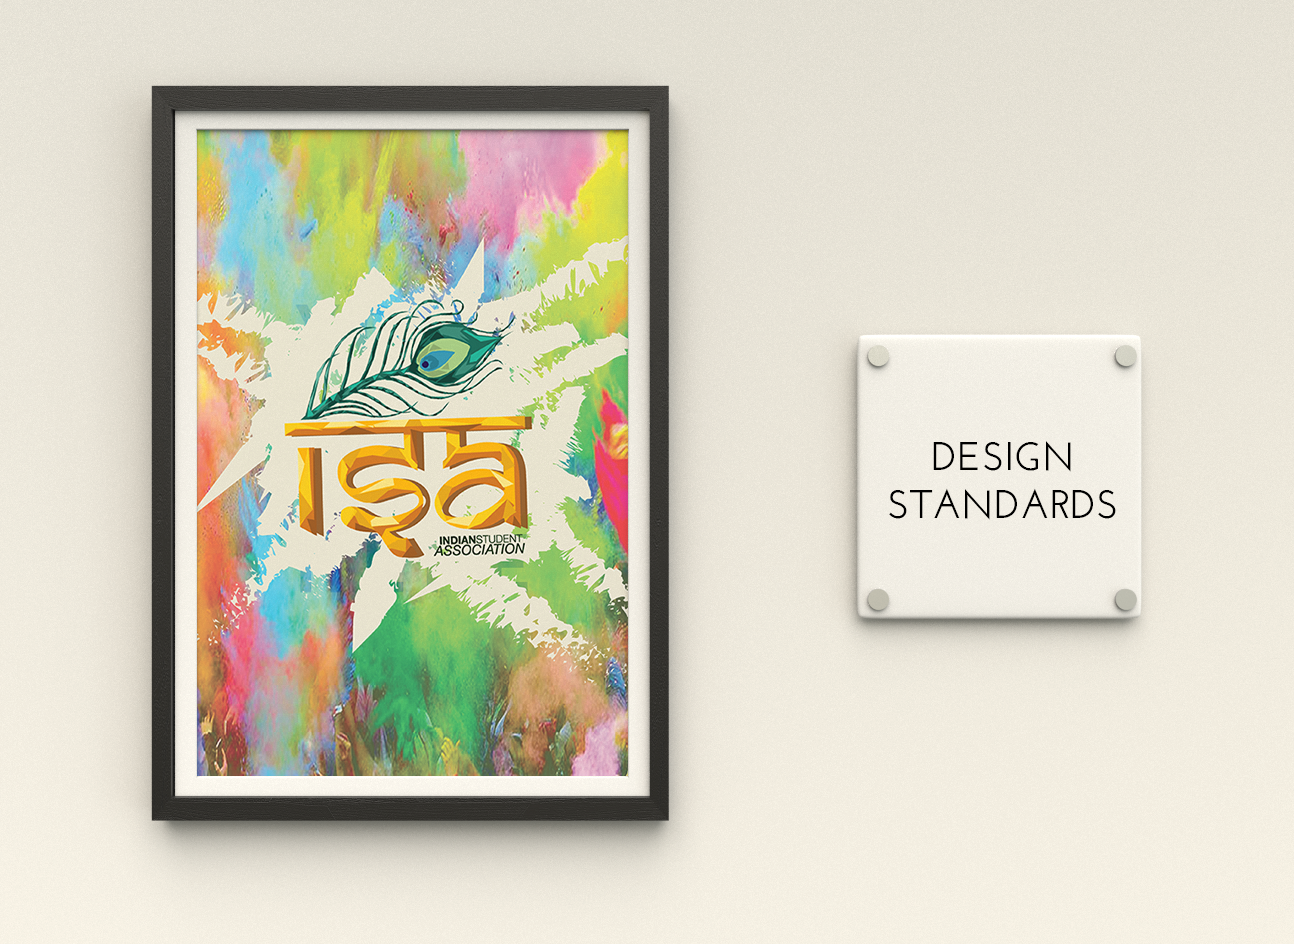 isa
INDIANSTUDENT
ASSOCIATION
DESIGN
STANDARDS